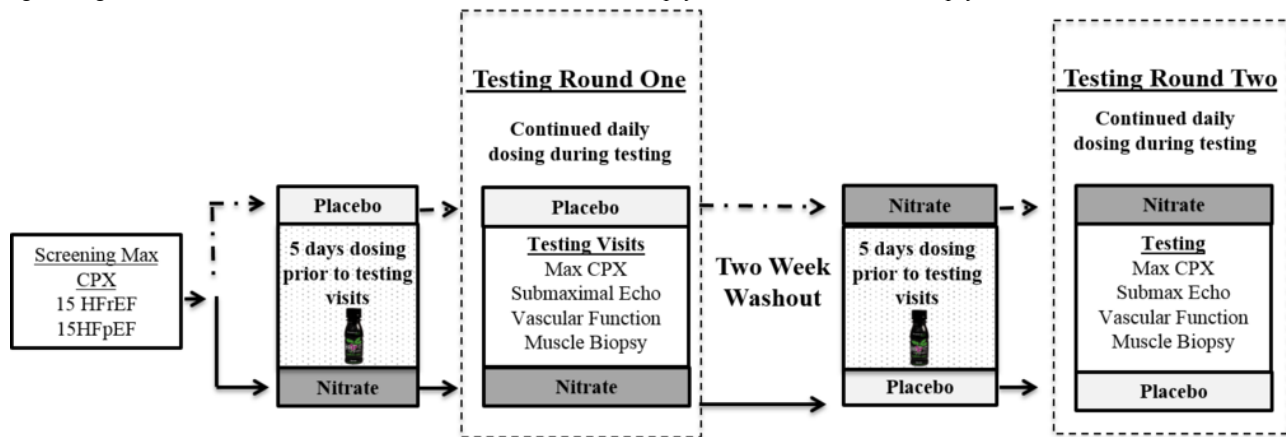 Screening Max
CPX
15 HFrEF
15HFpEF
Placebo
5 days dosing
prior to testing
visits
Nitrate
Testing Round One
Continued daily
dosing during testing
Placebo
Testing Visits
Max CPX
Submaximal Echo
Vascular Function
Muscle Biopsy
Nitrate
Two Week
Washout
Nitrate
5 days dosing
prior to testing
visits
Placebo
Testing Round Two
Continued daily
dosing during testing
Nitrate
Testing
Max CPX
Submax Echo
Vascular Function
Muscle Biopsy
Placebo